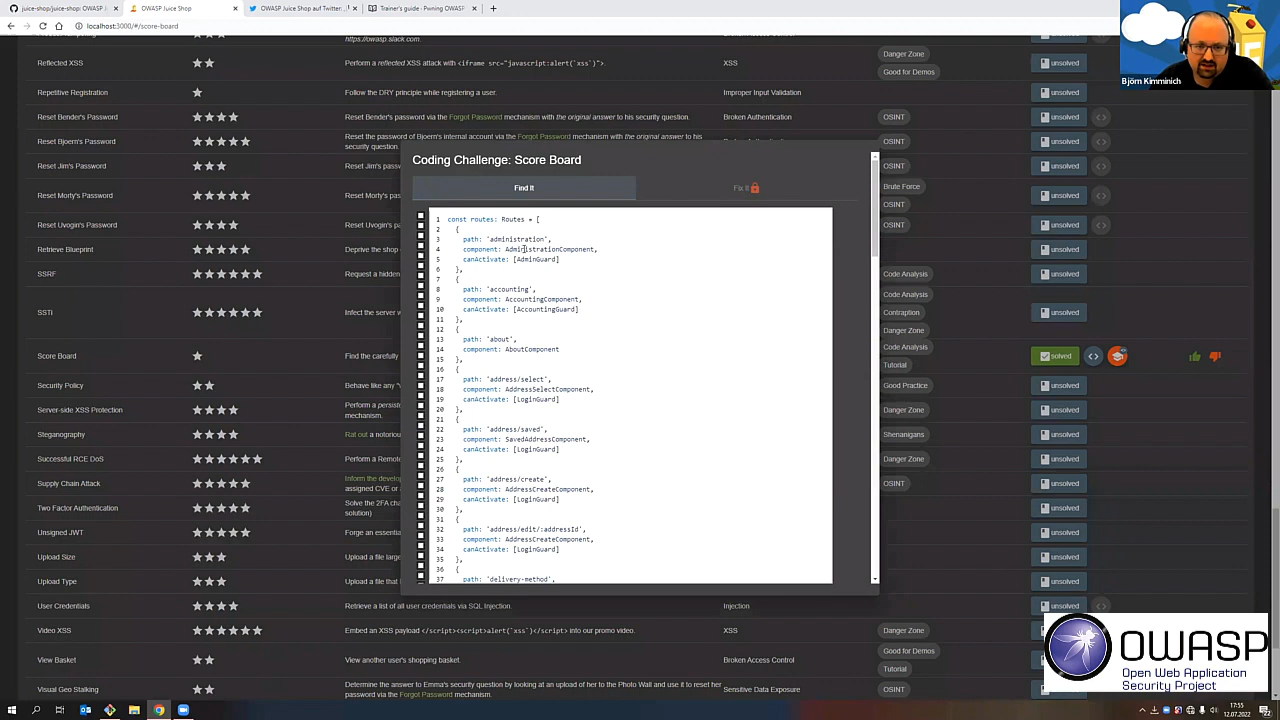 juice-shop/juice-shop: OWASP J
OWASP Juice Shop
OWASP Juice Shop auf Twitter:
Trainer's guide - Pwning OWASP
localhost:3000/#/score-board
https://owasp.slack.com.
Danger Zone
Reflected XSS Perform a reflected XSS attack with <iframe src="javascript:alert(`xss`)">. XSS unsolved
Good for Demos
Björn Kimminich
Repetitive Registration Follow the DRY principle while registering a user. Improper Input Validation unsolved
Reset Bender's Password Reset Bender's password via the Forgot Password mechanism with the original answer to his security question. Broken Authentication OSINT unsolved
Reset Bjoern's Password Reset the password of Bjoern's internal account via the Forgot Password mechanism with the original answer to his
security question. OSINT unsolved
Reset Jim's Password Reset Jim's OSINT unsolved
Reset Morty's Password Reset Morty's Brute Force
OSINT unsolved
Reset Uvogin's Password Reset Uvogin's OSINT unsolved
Retrieve Blueprint Deprive the shop unsolved
SSRF Request a hidden Code Analysis unsolved
SSTi Infect the server Code Analysis
Contraption unsolved
Danger Zone
Score Board Find the carefully Code Analysis
Tutorial solved
Security Policy Behave like any Good Practice unsolved
Server-side XSS Protection Perform a persist
mechanism. Danger Zone unsolved
Steganography Rat out a notorious Shenanigans unsolved
Successful RCE DoS Perform a Remote Danger Zone unsolved
Supply Chain Attack Inform the develo
assigned CVE or OSINT unsolved
Two Factor Authentication Solve the 2FA cha
solution) unsolved
Unsigned JWT Forge an essentia unsolved
Upload Size Upload a file large unsolved
Upload Type Upload a file that unsolved
User Credentials Retrieve a list of all user credentials via SQL Injection. Injection unsolved
Video XSS Embed an XSS payload </script><script>alert(`xss`)</script> into our promo video. XSS Danger Zone
View Basket View another user's shopping basket. Broken Access Control Good for Demos
Tutorial
Visual Geo Stalking Determine the answer to Emma's security question by looking at an upload of her to the Photo Wall and use it to reset her
password via the Forgot Password mechanism. Sensitive Data Exposure OSINT
Coding Challenge: Score Board
Find It
Fix It
1 const routes: Routes = [
2 {
3 path: 'administration',
4 component: AdministrationComponent,
5 canActivate: [AdminGuard]
6 },
7 {
8 path: 'accounting',
9 component: AccountingComponent,
10 canActivate: [AccountingGuard]
11 },
12 {
13 path: 'about',
14 component: AboutComponent
15 },
16 {
17 path: 'address/select',
18 component: AddressSelectComponent,
19 canActivate: [LoginGuard]
20 },
21 {
22 path: 'address/saved',
23 component: SavedAddressComponent,
24 canActivate: [LoginGuard]
25 },
26 {
27 path: 'address/create',
28 component: AddressCreateComponent,
29 canActivate: [LoginGuard]
30 },
31 {
32 path: 'address/edit/:addressId',
33 component: AddressCreateComponent,
34 canActivate: [LoginGuard]
35 },
36 {
37 path: 'delivery-method',
OWASP
Open Web Application
Security Project
17:55
12.07.2022